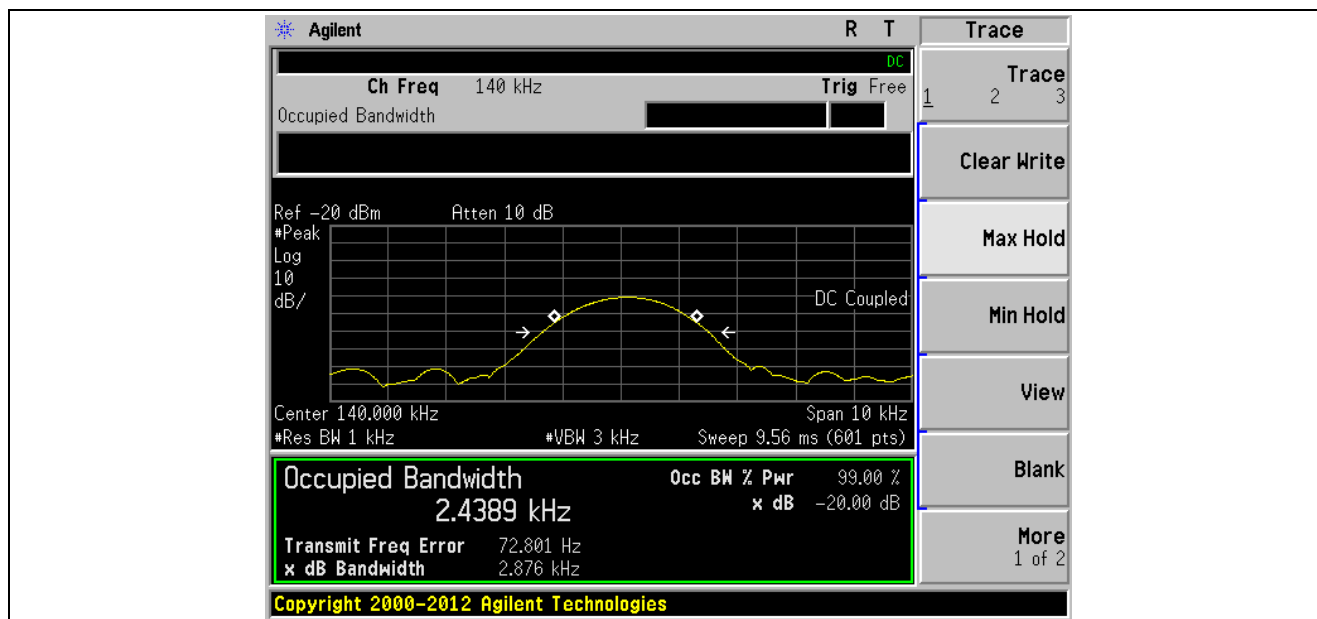 Agilent R T
DC
Ch Freq 140 kHz Trig Free
Occupied Bandwidth
Ref -20 dBm Atten 10 dB
#Peak
Log
10
dB/
DC Coupled
Center 140.000 kHz Span 10 kHz
#Res BW 1 kHz #VBW 3 kHz Sweep 9.56 ms (601 pts)
Occupied Bandwidth
2.4389 kHz
Occ BW % Pwr 99.00 %
x dB -20.00 dB
Transmit Freq Error 72.801 Hz
x dB Bandwidth 2.876 kHz
Copyright 2000-2012 Agilent Technologies
Trace
Trace
1 2 3
Clear Write
Max Hold
Min Hold
View
Blank
More
1 of 2